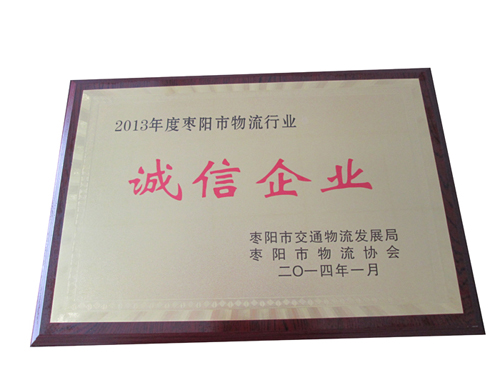 2013年度枣阳市物流行业
诚信企业
枣阳市交通物流发展局
枣阳市物流协会
二〇一四年一月